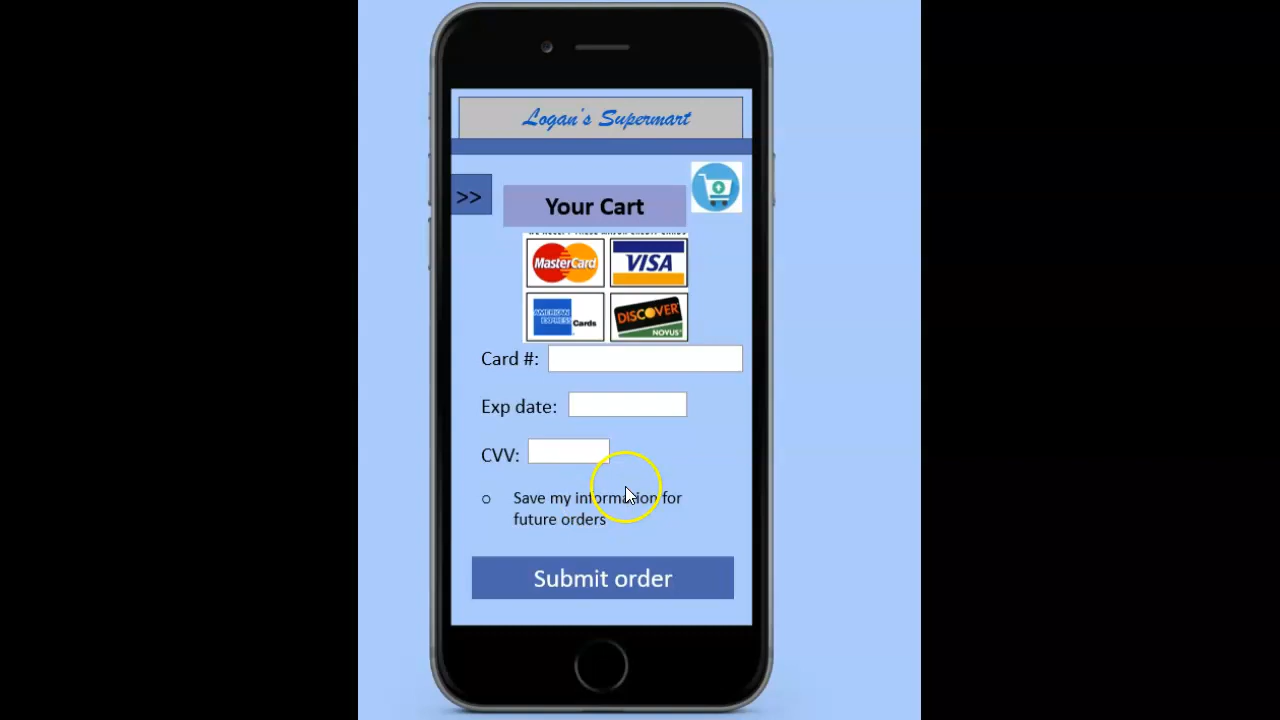 Logan's Supermart
>>
Your Cart
MasterCard
VISA
AMERICAN
EXPRESS
Cards
DISCOVER
NOVUS
Card #:
Exp date:
CVV:
Save my information for
future orders
Submit order